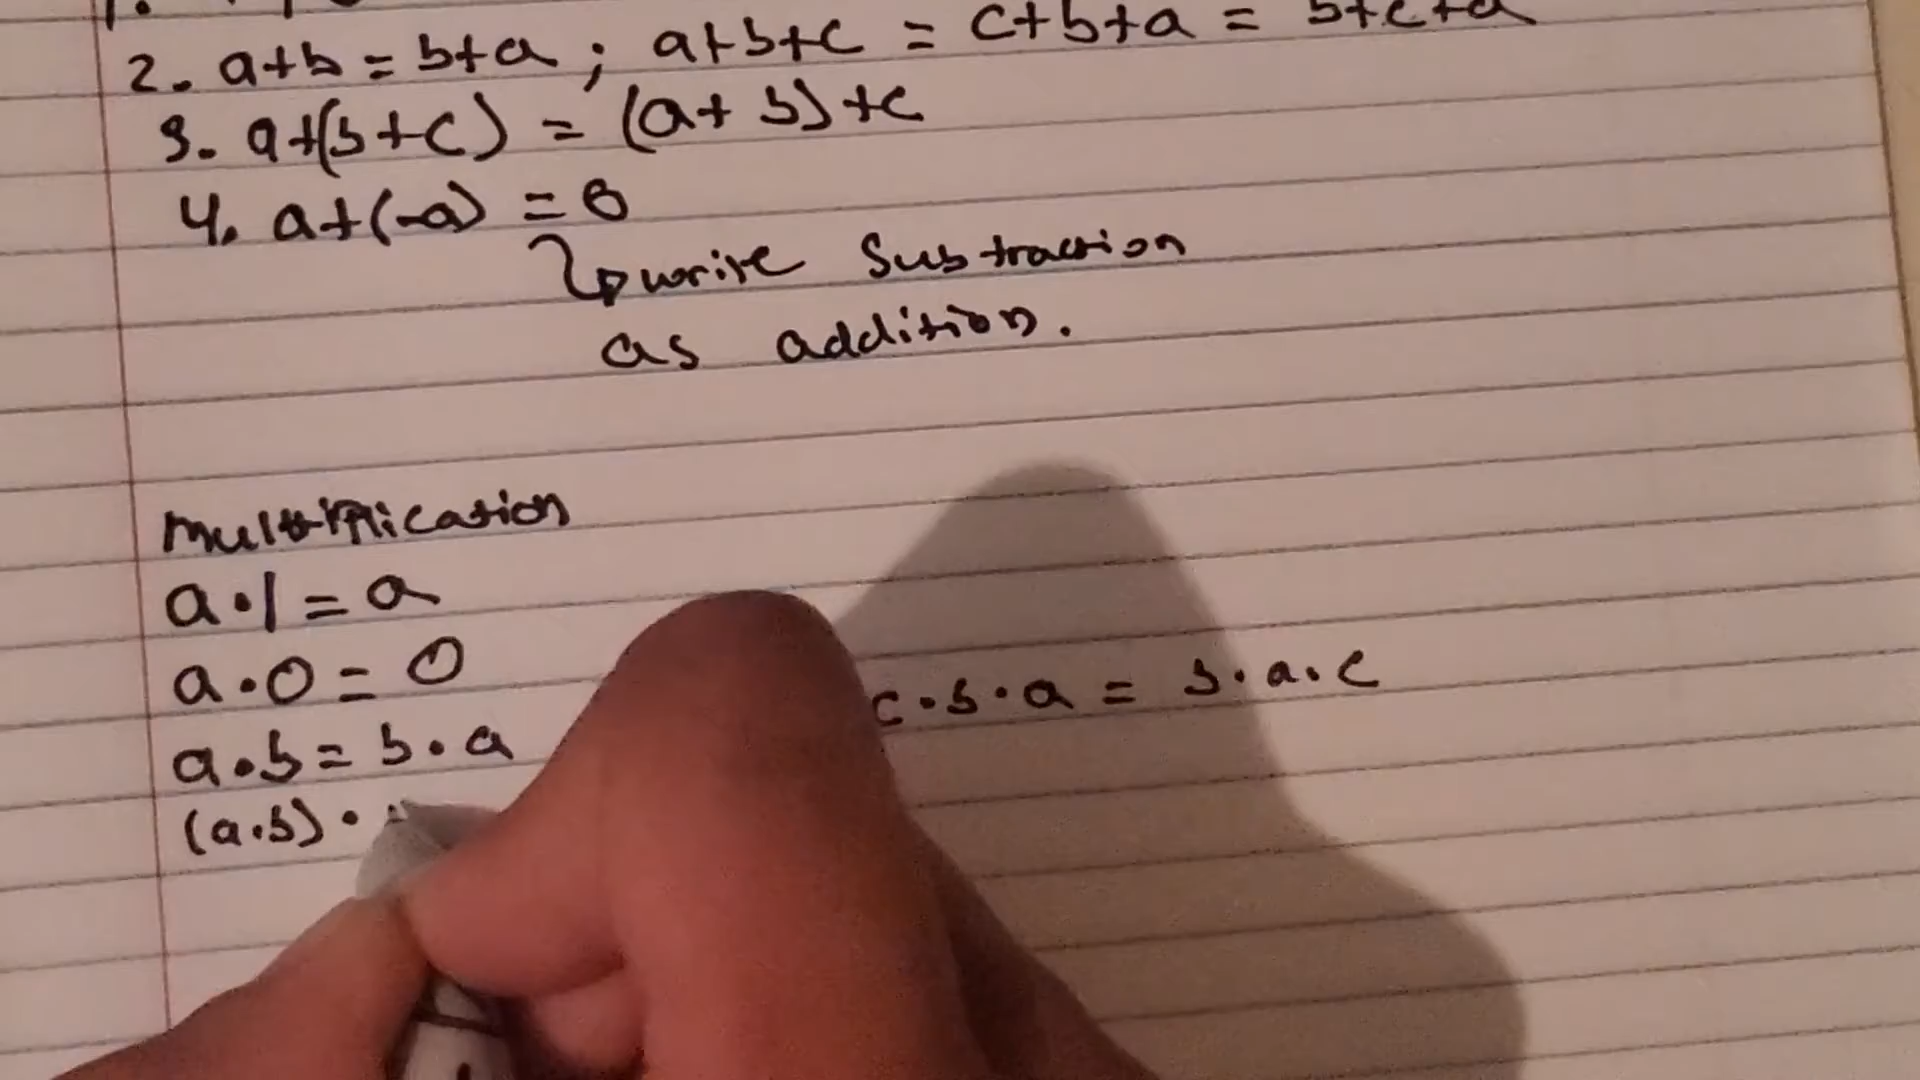 2. a+b = b+a ; a+b+c = c+b+a = b+c+a
3. a+(b+c) = (a+b)+c
4. a+(-a) = 0
write subtraction
as addition.
Multiplication
a·1 = a
a·0 = 0
c·b·a = b·a·c
a·b = b·a
(a·b)·